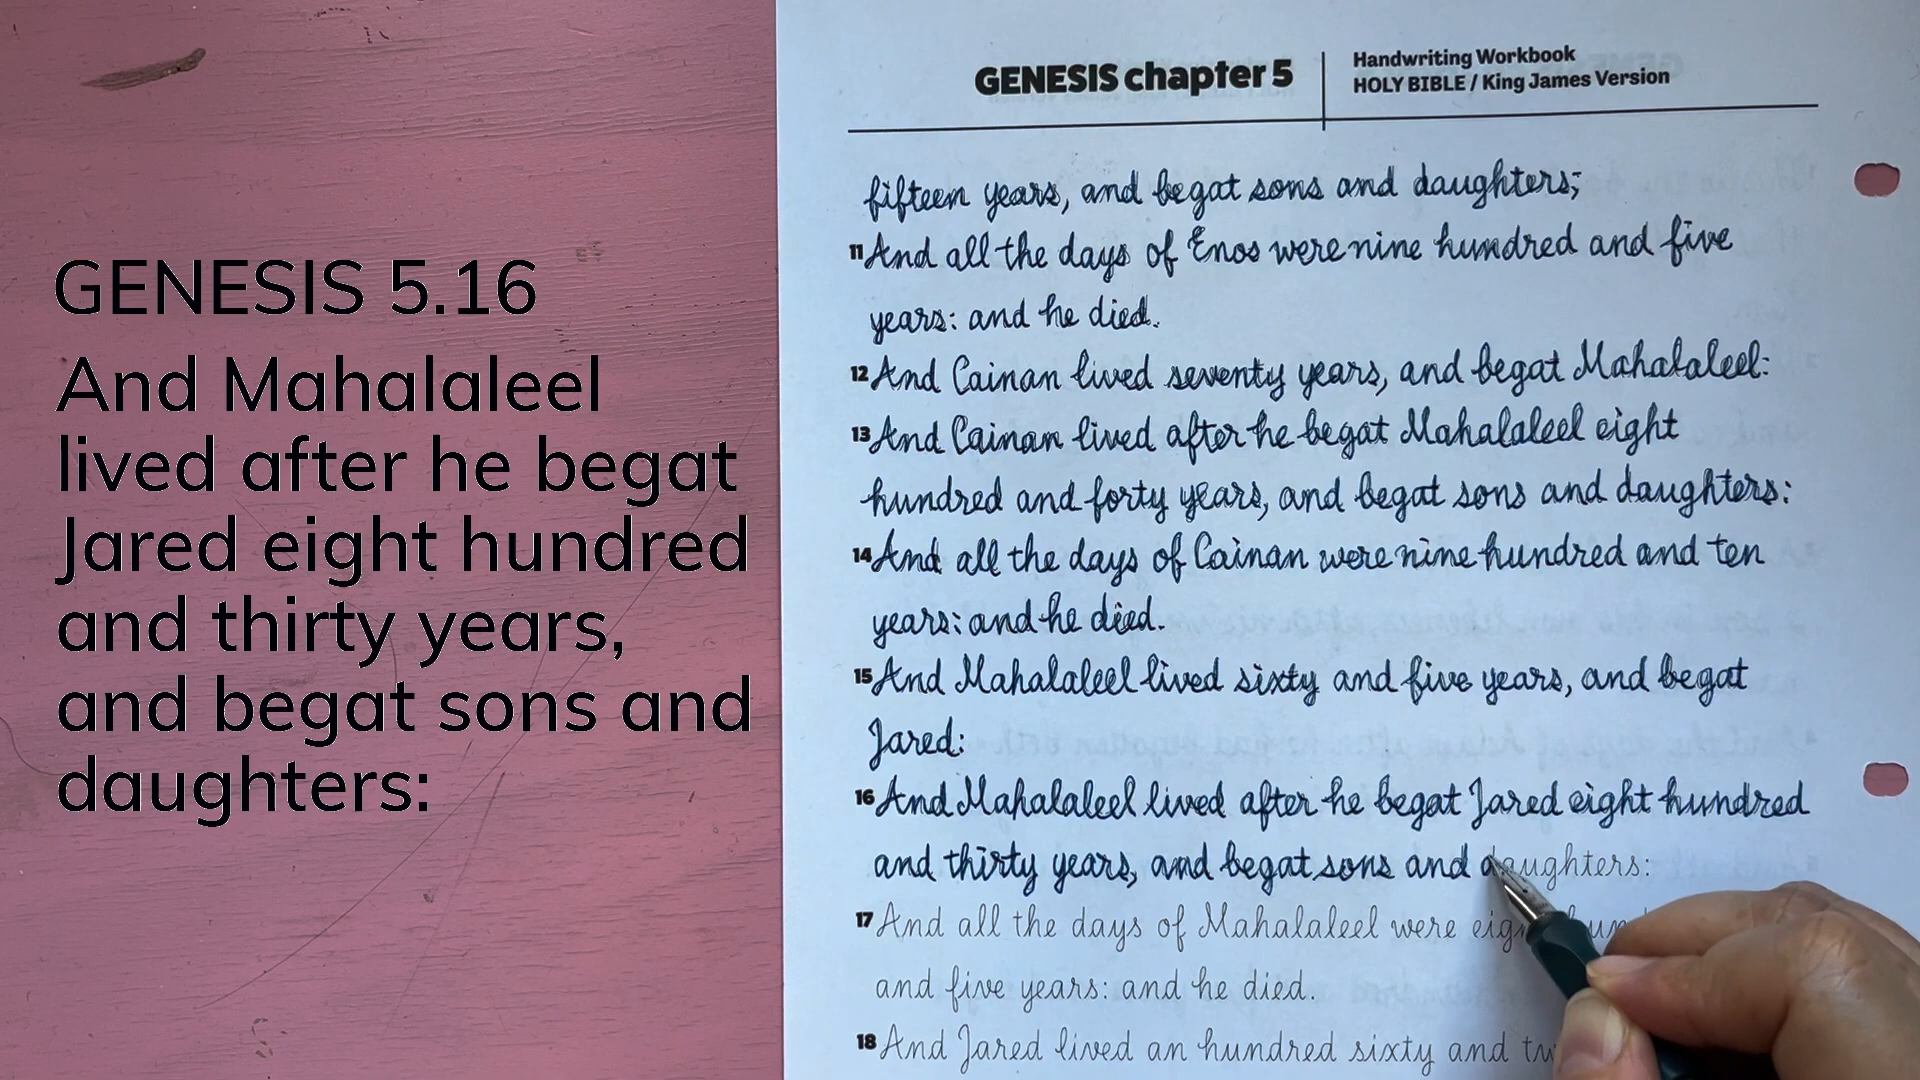 GENESIS 5.16
And Mahalaleel
lived after he begat
Jared eight hundred
and thirty years,
and begat sons and
daughters:
GENESIS chapter 5
Handwriting Workbook
HOLY BIBLE / King James Version
fifteen years, and begat sons and daughters;
11 And all the days of Enos were nine hundred and five
years: and he died.
12 And Cainan lived seventy years, and begat Mahalaleel:
13 And Cainan lived after he begat Mahalaleel eight
hundred and forty years, and begat sons and daughters:
14 And all the days of Cainan were nine hundred and ten
years: and he died.
15 And Mahalaleel lived sixty and five years, and begat
Jared:
16 And Mahalaleel lived after he begat Jared eight hundred
and thirty years, and begat sons and daughters:
17 And all the days of Mahalaleel were
and five years: and he died.
18 And Jared lived an hundred sixty and